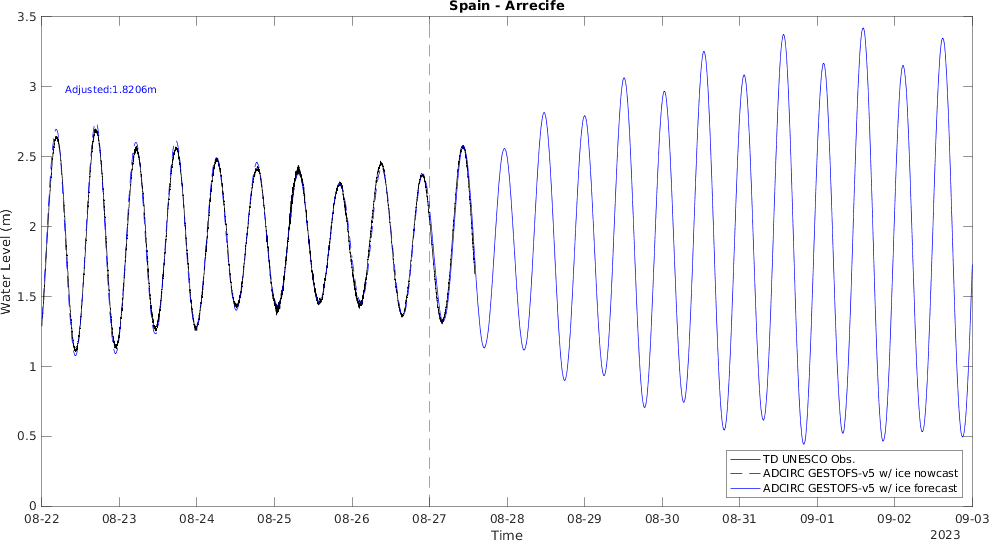 Spain - Arrecife
3.5
3
2.5
2
1.5
1
0.5
0
Water Level (m)
Adjusted:1.8206m
TD UNESCO Obs.
ADCIRC GESTOFS-v5 w/ ice nowcast
ADCIRC GESTOFS-v5 w/ ice forecast
08-22 08-23 08-24 08-25 08-26 08-27 08-28 08-29 08-30 08-31 09-01 09-02 09-03
Time
2023